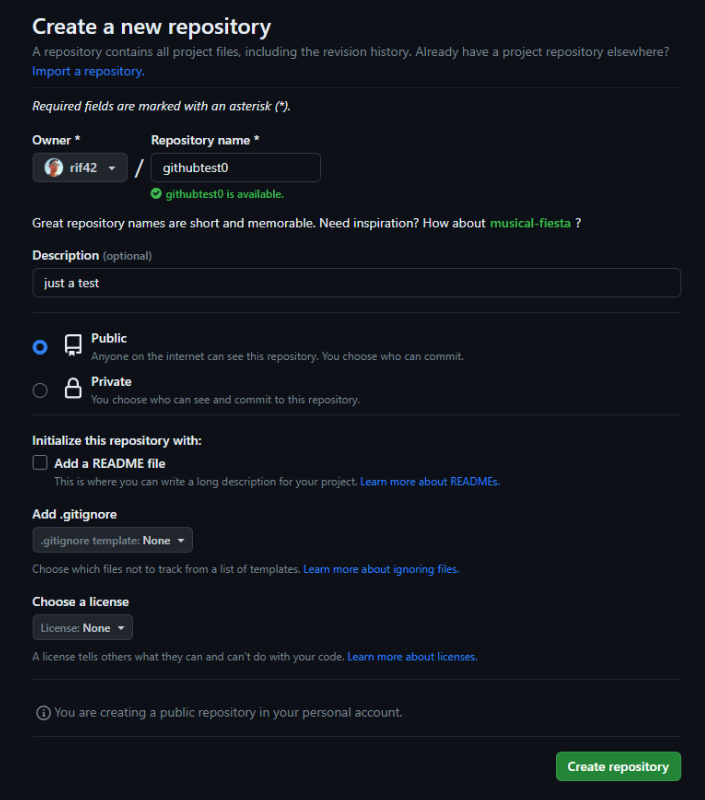 Create a new repository
A repository contains all project files, including the revision history. Already have a project repository elsewhere?
Import a repository.
Required fields are marked with an asterisk (*).
Owner *
Repository name *
rif42
/
githubtest0
githubtest0 is available.
Great repository names are short and memorable. Need inspiration? How about musical-fiesta ?
Description (optional)
just a test
Public
Anyone on the internet can see this repository. You choose who can commit.
Private
You choose who can see and commit to this repository.
Initialize this repository with:
Add a README file
This is where you can write a long description for your project. Learn more about READMEs.
Add .gitignore
.gitignore template: None
Choose which files not to track from a list of templates. Learn more about ignoring files.
Choose a license
License: None
A license tells others what they can and can't do with your code. Learn more about licenses.
You are creating a public repository in your personal account.
Create repository